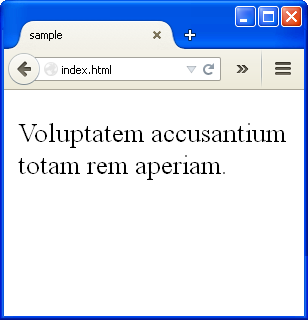 sample
index.html
Voluptatem accusantium
totam rem aperiam.